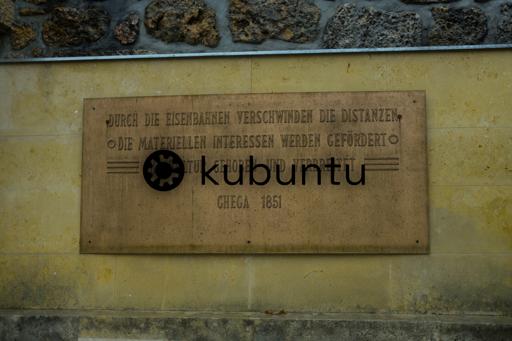 DURCH DIE EISENBAHNEN VERSCHWINDEN DIE DISTANZEN,
DIE MATERIELLEN INTERESSEN WERDEN GEFÖRDERT
kubuntu
UND VERBREITET
GHEGA 1851